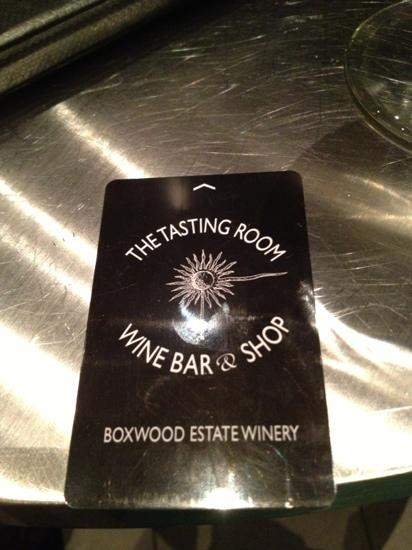 THE TASTING ROOM
WINE BAR & SHOP
BOXWOOD ESTATE WINERY